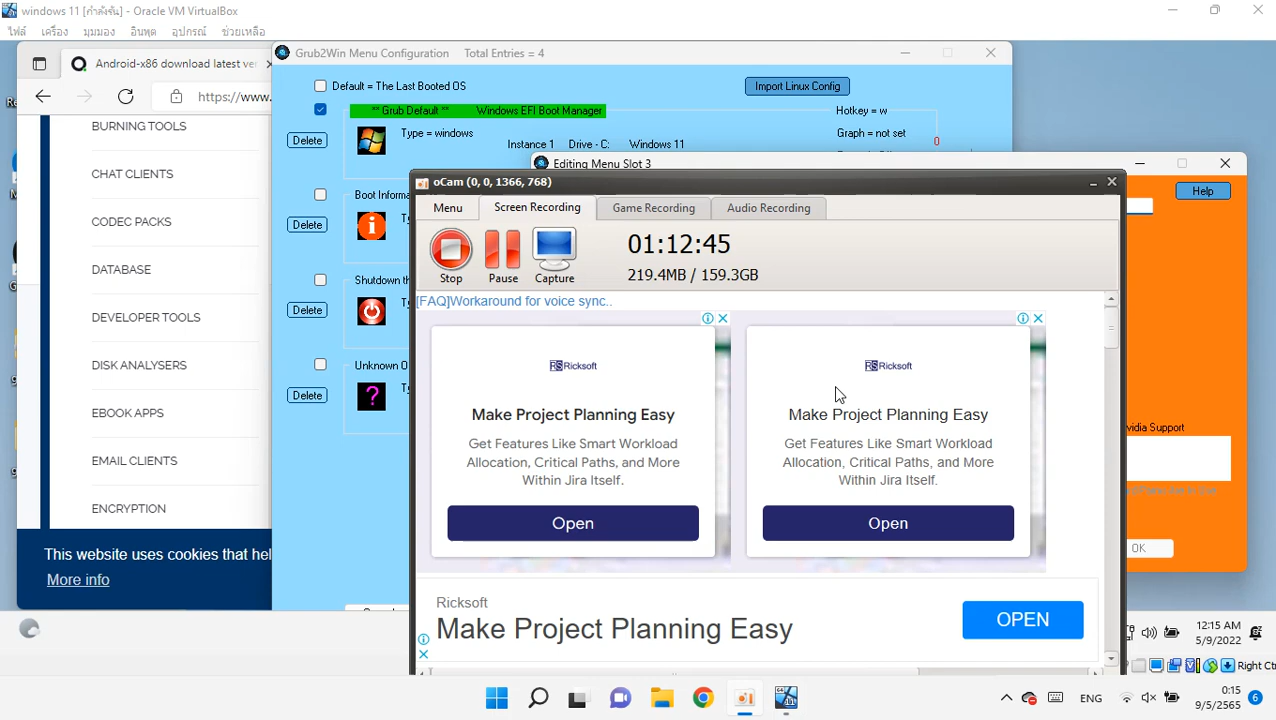 windows 11 [กำลังรัน] - Oracle VM VirtualBox
ไฟล์ เครื่อง มุมมอง อินพุต อุปกรณ์ ช่วยเหลือ
Android-x86 download latest ver
https://www.
BURNING TOOLS
CHAT CLIENTS
CODEC PACKS
DATABASE
DEVELOPER TOOLS
DISK ANALYSERS
EBOOK APPS
EMAIL CLIENTS
ENCRYPTION
This website uses cookies that hel
More info
Grub2Win Menu Configuration Total Entries = 4
Default = The Last Booted OS
Import Linux Config
** Grub Default ** Windows EFI Boot Manager
Hotkey = w
Delete
Type = windows
Graph = not set
0
Instance 1 Drive - C: Windows 11
Boot Informa
Delete
Shutdown th
Delete
Unknown O
Delete
Editing Menu Slot 3
Help
vidia Support
OK
oCam (0, 0, 1366, 768)
Menu Screen Recording Game Recording Audio Recording
01:12:45
219.4MB / 159.3GB
Stop Pause Capture
[FAQ]Workaround for voice sync..
RS Ricksoft
Make Project Planning Easy
Get Features Like Smart Workload
Allocation, Critical Paths, and More
Within Jira Itself.
Open
RS Ricksoft
Make Project Planning Easy
Get Features Like Smart Workload
Allocation, Critical Paths, and More
Within Jira Itself.
Open
Ricksoft
Make Project Planning Easy
OPEN
12:15 AM
5/9/2022
Right Ct
ENG
0:15
9/5/2565
6